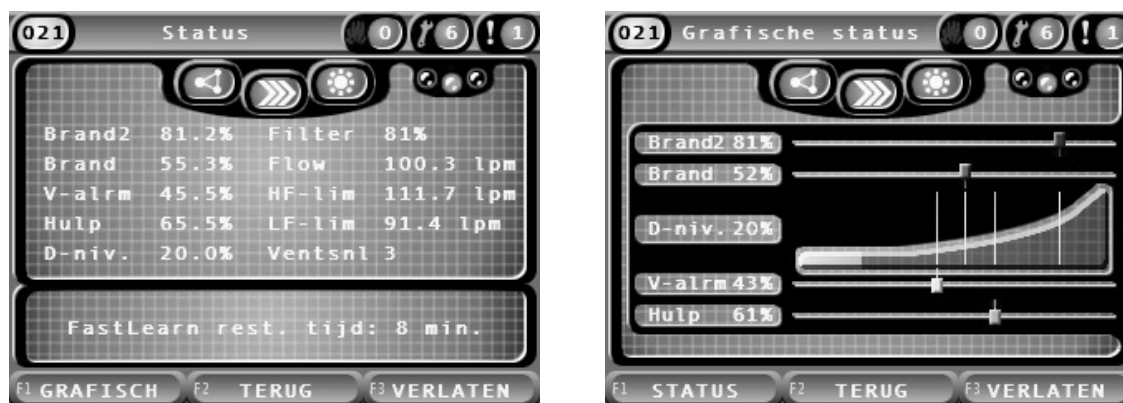 021 Status 0 6 ! 1
Brand2 81.2% Filter 81%
Brand 55.3% Flow 100.3 lpm
V-alrm 45.5% HF-lim 111.7 lpm
Hulp 65.5% LF-lim 91.4 lpm
D-niv. 20.0% Ventsnl 3
FastLearn rest. tijd: 8 min.
F1 GRAFISCH F2 TERUG F3 VERLATEN
021 Grafische status 0 6 ! 1
Brand2 81%
Brand 52%
D-niv. 20%
V-alrm 43%
Hulp 61%
F1 STATUS F2 TERUG F3 VERLATEN